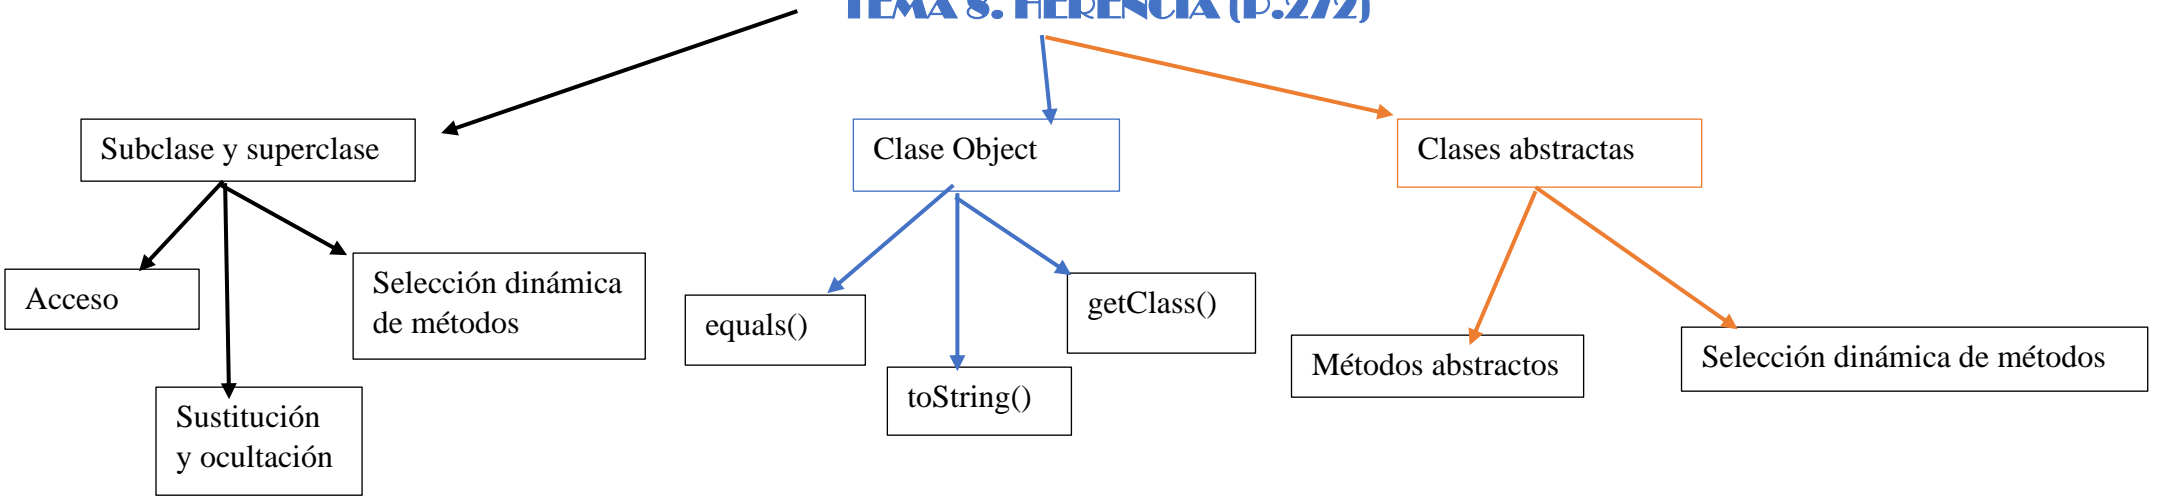 TEMA 8. HERENCIA (P.272)
Subclase y superclase
Clase Object
Clases abstractas
Acceso
Selección dinámica
de métodos
Sustitución
y ocultación
equals()
toString()
getClass()
Métodos abstractos
Selección dinámica de métodos